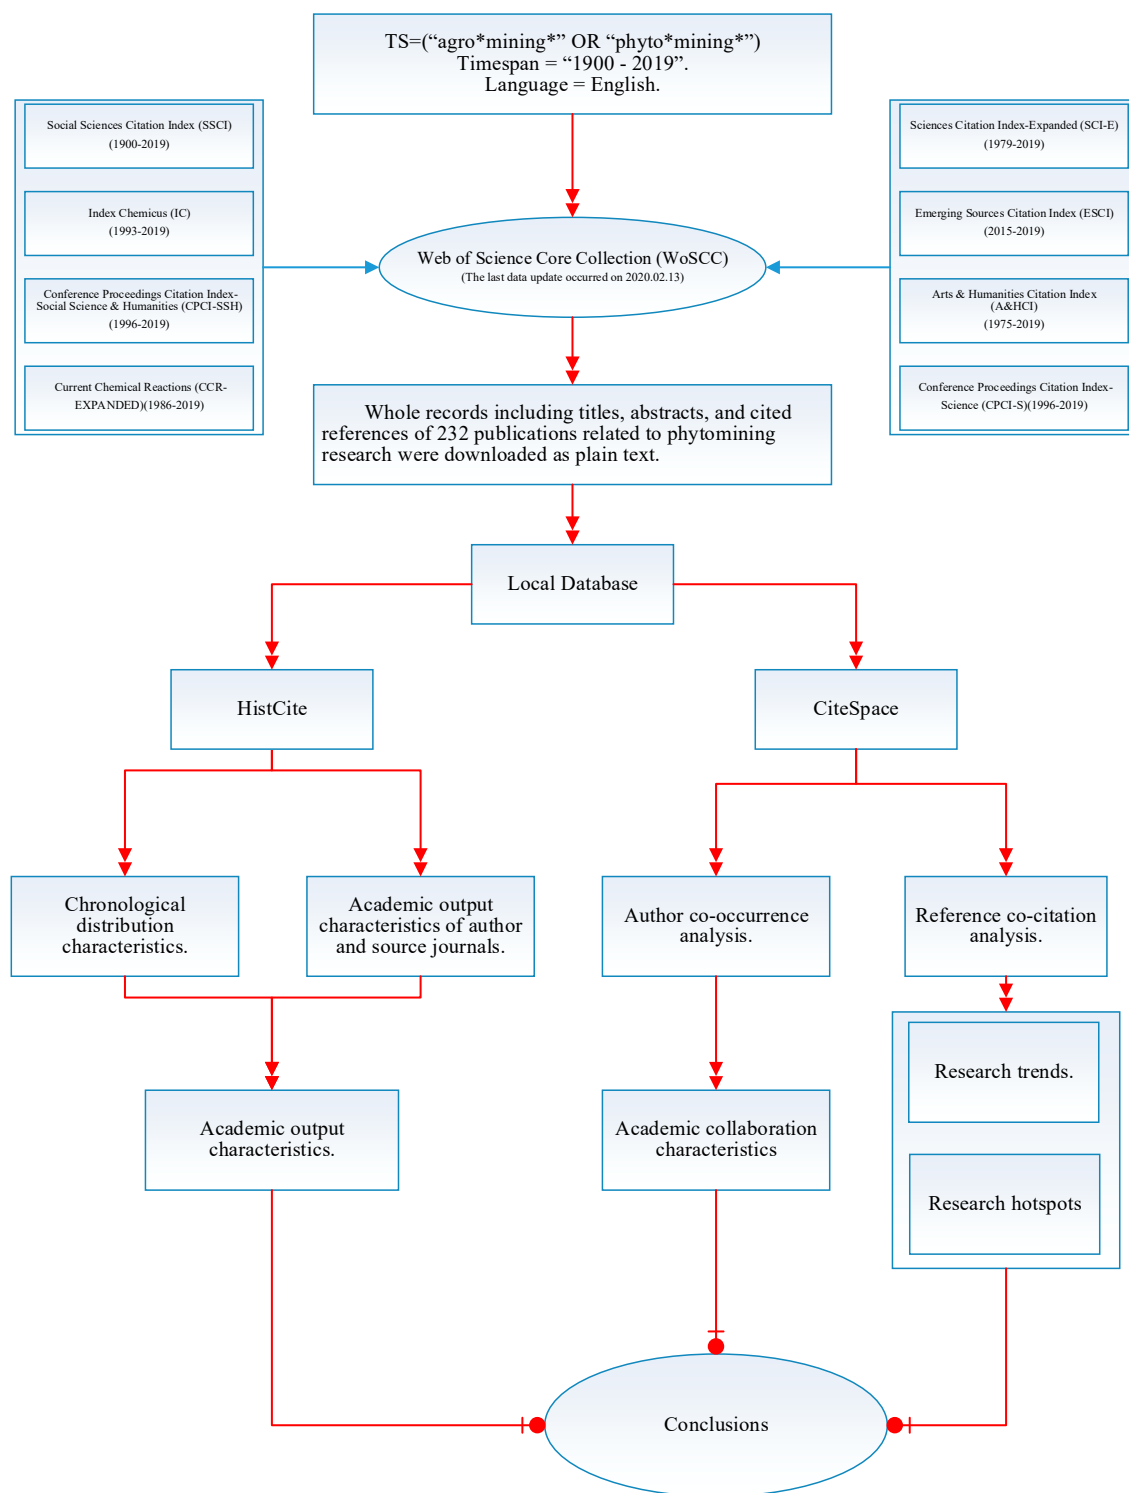 TS=(“agro*mining*” OR “phyto*mining*”)
Timespan = “1900 - 2019”.
Language = English.
Social Sciences Citation Index (SSCI)
(1900-2019)
Index Chemicus (IC)
(1993-2019)
Conference Proceedings Citation Index-
Social Science & Humanities (CPCI-SSH)
(1996-2019)
Current Chemical Reactions (CCR-
EXPANDED)(1986-2019)
Sciences Citation Index-Expanded (SCI-E)
(1979-2019)
Emerging Sources Citation Index (ESCI)
(2015-2019)
Arts & Humanities Citation Index
(A&HCI)
(1975-2019)
Conference Proceedings Citation Index-
Science (CPCI-S)(1996-2019)
Web of Science Core Collection (WoSCC)
(The last data update occurred on 2020.02.13)
Whole records including titles, abstracts, and cited
references of 232 publications related to phytomining
research were downloaded as plain text.
Local Database
HistCite
CiteSpace
Chronological
distribution
characteristics.
Academic output
characteristics of author
and source journals.
Author co-occurrence
analysis.
Reference co-citation
analysis.
Academic output
characteristics.
Academic collaboration
characteristics
Research trends.
Research hotspots
Conclusions